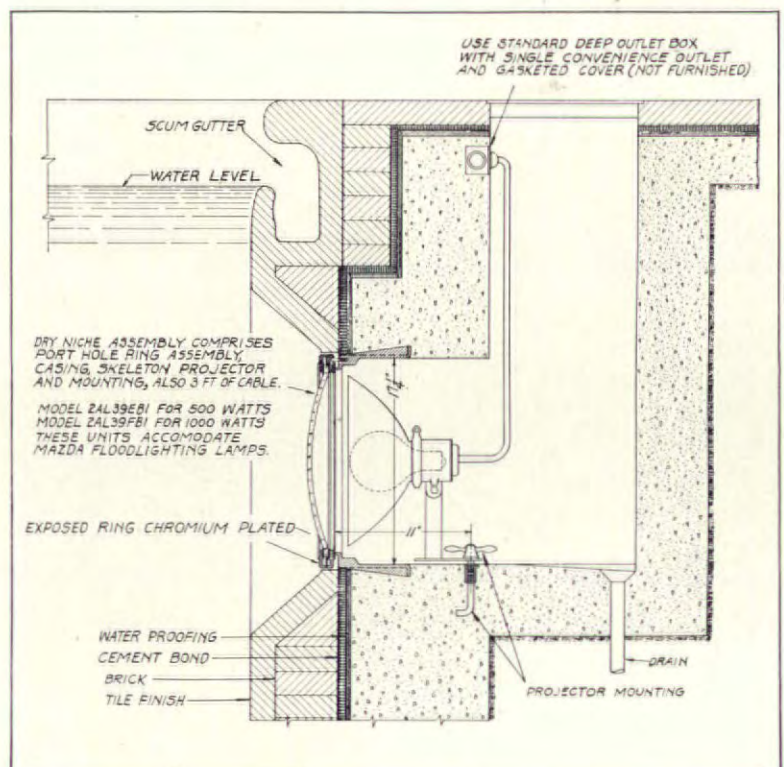 USE STANDARD DEEP OUTLET BOX
WITH SINGLE CONVENIENCE OUTLET
AND GASKETED COVER (NOT FURNISHED)
SCUM GUTTER
WATER LEVEL
DRY NICHE ASSEMBLY COMPRISES
PORT HOLE RING ASSEMBLY,
CASING, SKELETON PROJECTOR
AND MOUNTING, ALSO 3 FT OF CABLE.
MODEL 2AL39EB1 FOR 500 WATTS
MODEL 2AL39FB1 FOR 1000 WATTS
THESE UNITS ACCOMODATE
MAZDA FLOODLIGHTING LAMPS.
17 1/4"
EXPOSED RING CHROMIUM PLATED
11"
WATER PROOFING
CEMENT BOND
BRICK
TILE FINISH
DRAIN
PROJECTOR MOUNTING